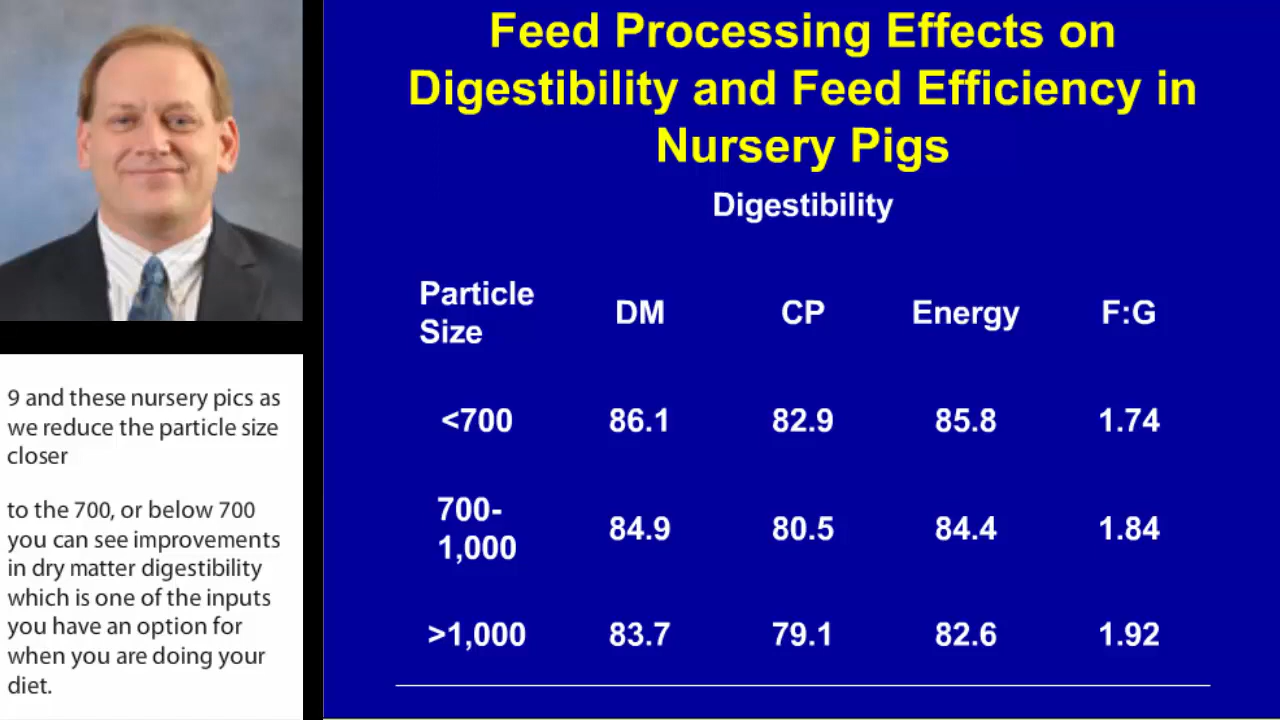 Feed Processing Effects on
Digestibility and Feed Efficiency in
Nursery Pigs
Digestibility
Particle
Size
DM
CP
Energy
F:G
<700
86.1
82.9
85.8
1.74
700-
1,000
84.9
80.5
84.4
1.84
>1,000
83.7
79.1
82.6
1.92
9 and these nursery pics as
we reduce the particle size
closer
to the 700, or below 700
you can see improvements
in dry matter digestibility
which is one of the inputs
you have an option for
when you are doing your
diet.